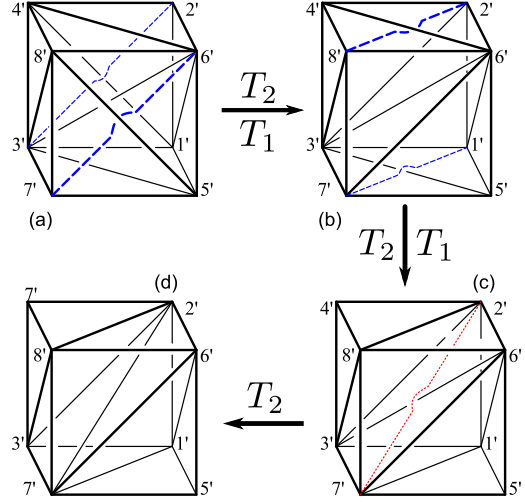 4' 2'
8' 6'
3' 1'
7' 5'
(a)
T₂
T₁
4' 2'
8' 6'
3' 1'
7' 5'
(b)
T₂ T₁
(d)
7' 2'
8' 6'
3' 1'
7' 5'
T₂
(c)
4' 2'
8' 6'
3' 1'
7' 5'